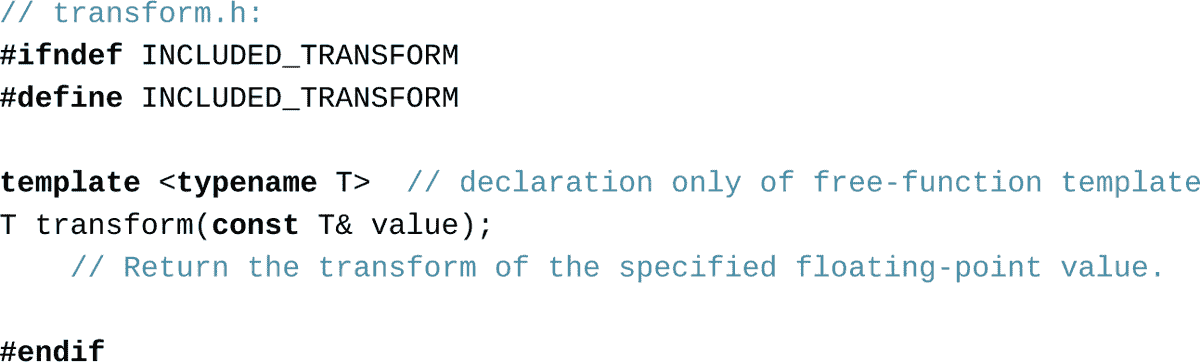 // transform.h:
#ifndef INCLUDED_TRANSFORM
#define INCLUDED_TRANSFORM
template <typename T>  // declaration only of free-function template
T transform(const T& value);
    // Return the transform of the specified floating-point value.
#endif